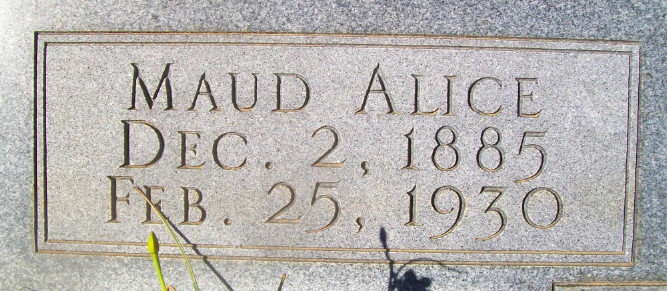 Maud Alice
Dec. 2, 1885
Feb. 25, 1930